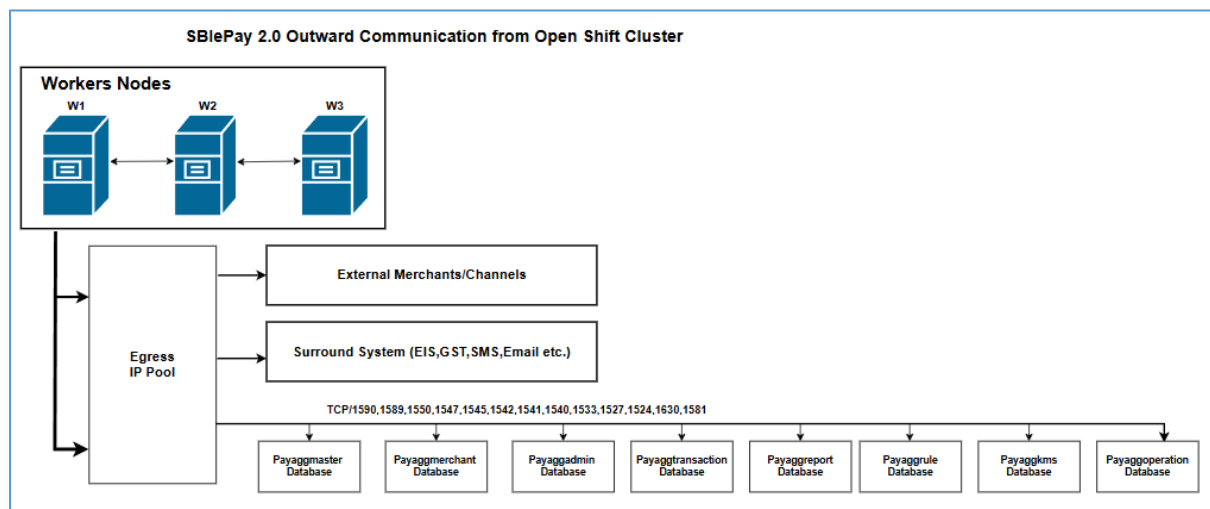 SBIePay 2.0 Outward Communication from Open Shift Cluster
Workers Nodes
W1
W2
W3
External Merchants/Channels
Egress
IP Pool
Surround System (EIS,GST,SMS,Email etc.)
TCP/1590,1589,1550,1547,1545,1542,1541,1540,1533,1527,1524,1630,1581
Payaggmaster
Database
Payaggmerchant
Database
Payaggadmin
Database
Payaggtransaction
Database
Payaggreport
Database
Payaggrule
Database
Payaggkms
Database
Payaggoperation
Database